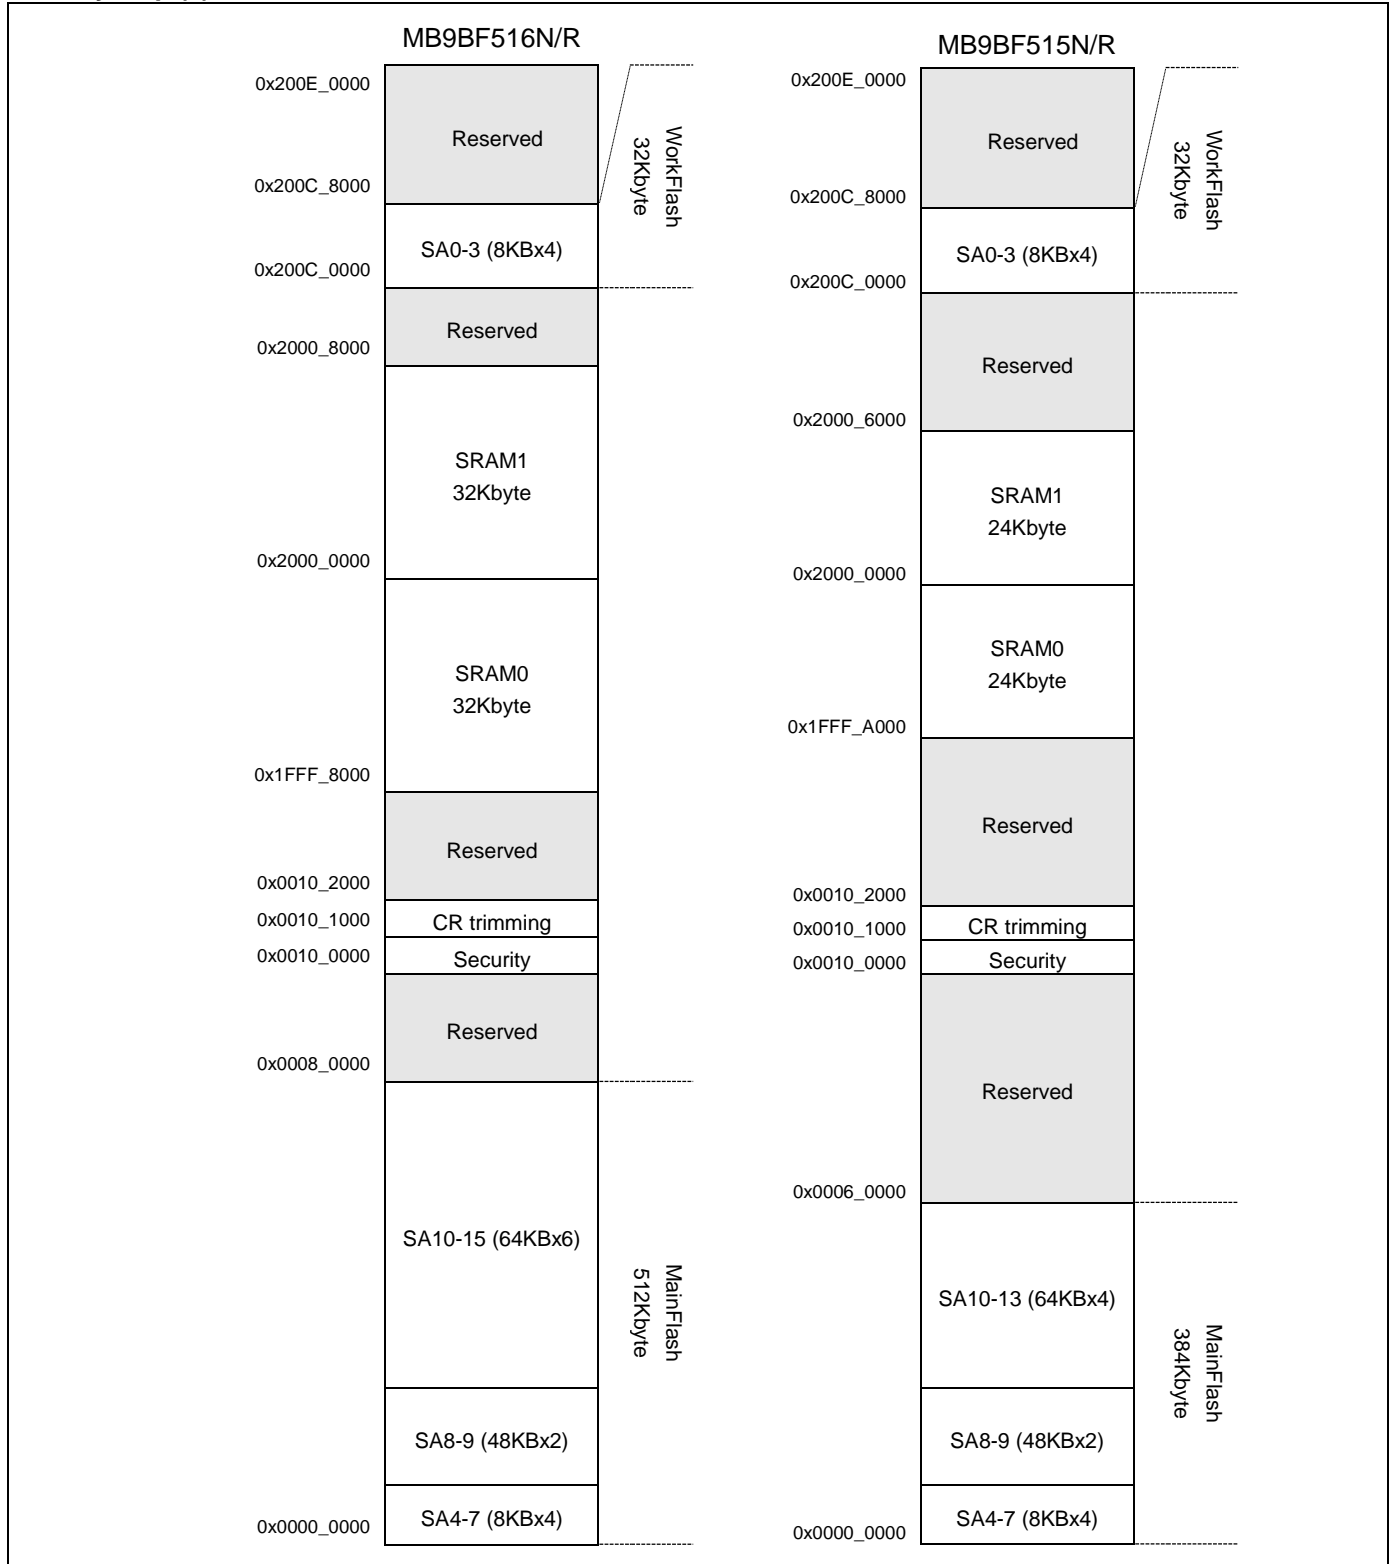 MB9BF516N/R
0x200E_0000
Reserved
0x200C_8000
SA0-3 (8KBx4)
0x200C_0000
Reserved
0x2000_8000
SRAM1
32Kbyte
0x2000_0000
SRAM0
32Kbyte
0x1FFF_8000
Reserved
0x0010_2000
CR trimming
0x0010_1000
Security
0x0010_0000
Reserved
0x0008_0000
SA10-15 (64KBx6)
SA8-9 (48KBx2)
SA4-7 (8KBx4)
0x0000_0000
WorkFlash
32Kbyte
MainFlash
512Kbyte
MB9BF515N/R
0x200E_0000
Reserved
0x200C_8000
SA0-3 (8KBx4)
0x200C_0000
Reserved
0x2000_6000
SRAM1
24Kbyte
0x2000_0000
SRAM0
24Kbyte
0x1FFF_A000
Reserved
0x0010_2000
CR trimming
0x0010_1000
Security
0x0010_0000
Reserved
0x0006_0000
SA10-13 (64KBx4)
SA8-9 (48KBx2)
SA4-7 (8KBx4)
0x0000_0000
WorkFlash
32Kbyte
MainFlash
384Kbyte